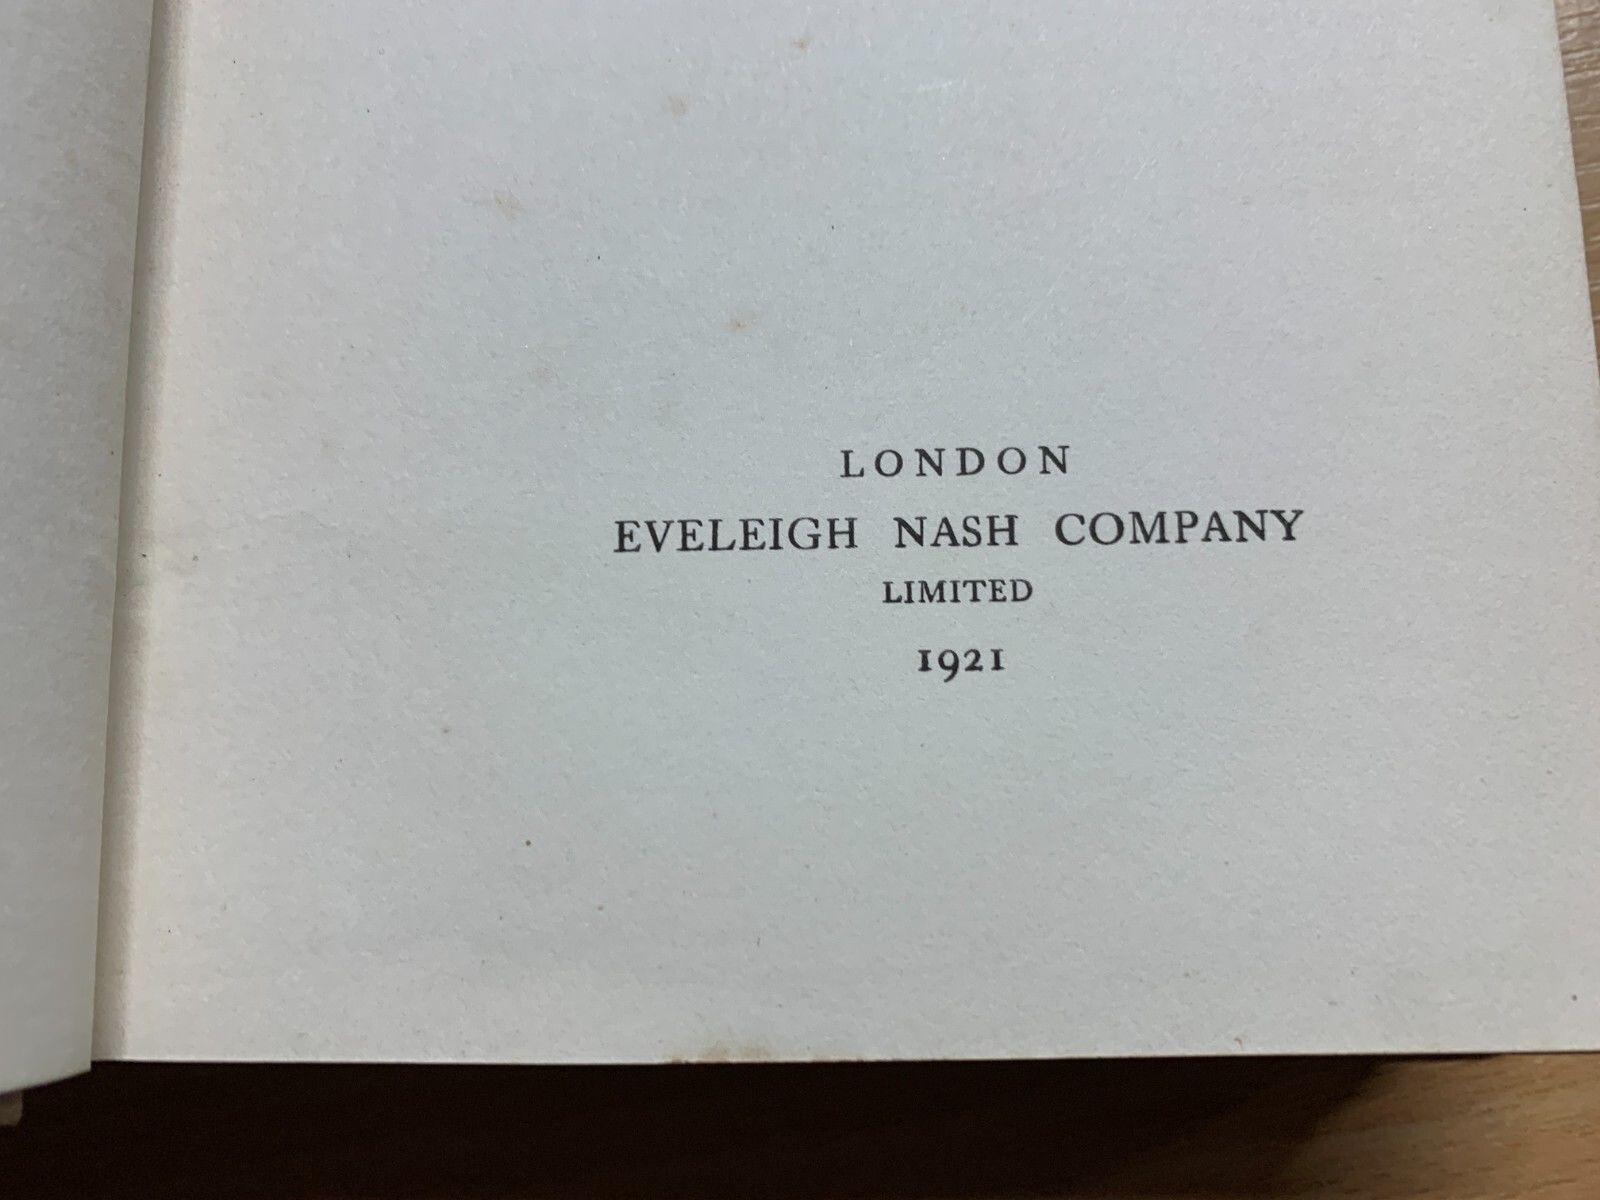 LONDON
EVELEIGH NASH COMPANY
LIMITED
1921